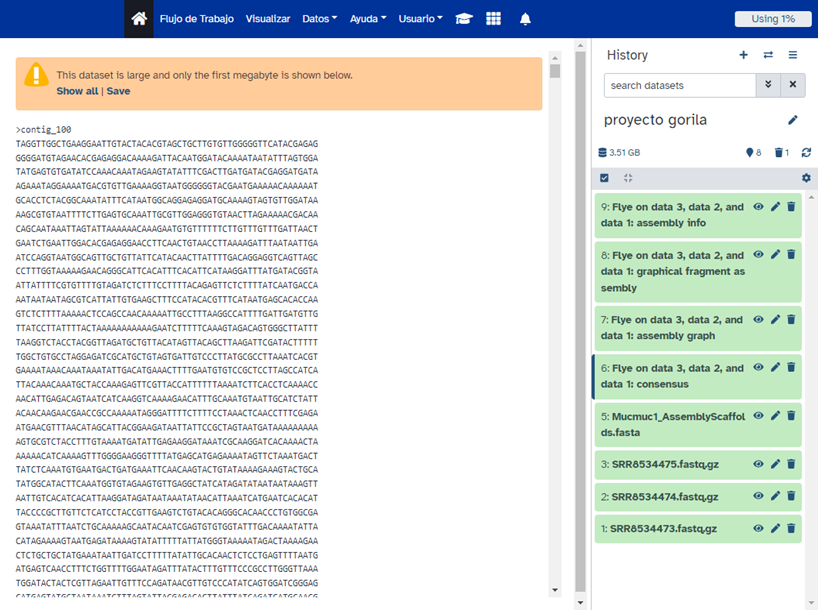 Flujo de Trabajo Visualizar Datos Ayuda Usuario Using 1%
This dataset is large and only the first megabyte is shown below.
Show all | Save
>contig_100
TAGGTTGGCTGAAGGAATTGTACTACACGTAGCTGCTTGTGTTGGGGGTTCATACGAGAG
GGGGATGTAGAACACGAGAGGACAAAAGATTACAATGGATACAAAATAATATTTAGTGGA
TATGAGTGTGATATCCAAACAAATAGAAGTATATTTCGACTTGATGATACGAGGATGATA
AGAAATAGGAAAATGACGTGTTGAAAAGGTAATGGGGGGTACGAATGAAAAACAAAAAAT
GCACCTCTACGGCAAATATTTCATAATGGCAGGAGAGGATGCAAAAGTAGTGTTGGATAA
AAGCGTGTAATTTTCTTGAGTGCAAATTGCGTTGGAGGGTGTAACTTAGAAAAACGACAA
CAGCAATAAATTAGTATTAAAAAACAAAGAATGTGTTTTTTCTTGTTTGTTTGATTAACT
GAATCTGAATTGGACACGAGAGGAACCTTCAACTGTAACCTTAAAAGATTTAATAATTGA
ATCCAGGTAATGGCAGTTGCTGTTATTCATACAACTTATTTTGACAGGAGGTCAGTTAGC
CCTTTGGTAAAAAGAACAGGGCATTCACATTTCACATTCATAAGGATTTATGATACGGTA
ATTATTTTCGTGTTTTGTAGATCTCTTTCCTTTTACAGAGTTCTCTTTTATCAATGACCA
AATAATAATAGCGTCATTATTGTGAAGCTTTCCATACACGTTTCATAATGAGCACACCAA
GTCTCTTTTAAAAACTCCAGCCAACAAAAATTGCCTTTAAGGCCATTTTGATTGATGTTG
TTATCCTTATTTTACTAAAAAAAAAAAAGAATCTTTTTCAAAGTAGACAGTGGGCTTATTT
TAAGGTCTACCTACGGTTAGATGCTGTTACATAGTTACAGCTTAAGATTCGATACTTTTT
TGGCTGTGCCTAGGAGATCGCATGCTGTAGTGATTGTCCCTTATGCGCCTTAAATCACGT
GAAAATAAACAAATAAATATTGACATGAAACTTTTGAATGTGTCCGCTCCTTAGCCATCA
TTACAAACAAATGCTACCAAAGAGTTCGTTACCATTTTTTAAAATCTTCACCTCAAAACC
AACATTGAGACAGTAATCATCAAGGTCAAAAGAACATTTGCAAATGTAATTGCATCTATT
ACAACAAGAACGAACCGCCAAAAATAGGGATTTTCTTTTCCTAAACTCAACCTTTCGAGA
ATGAACGTTTAACATAGCATTACGGAAGATAATTATTCCGCTAGTAATGATAAAAAAAAA
AGTGCGTCTACCTTTGTAAAATGATATTGAGAAGGATAAATCGCAAGGATCACAAAACTA
AAAAACATCAAAAGTTTGGGGAAGGGTTTTATGAGCATGAGAAAATAGTTCTAAATGACT
TATCTCAAATGTGAATGACTGATGAAATTCAACAAGTACTGTATAAAAGAAAGTACTGCA
TATGGCATACTTCAAATGGTGTAGAAGTGTTGAGGCTATCATAGATATAATAATAAAGTT
AATTGTCACATCACATTAAGGATAGATAATAAATATAACATTAAATCATGAATCACACAT
TACCCCGCTTGTTCTCATCCTACCGTTGAAGTCTGTACACAGGGCACAACCCTGTGGCGA
GTAAATATTTAATCTGCAAAAAGCAATACAATCGAGTGTGTGGTATTTGACAAAATATTA
CATAGAAAAGTAATGAGATAAAAGTATATTTTTATTATGGGTAAAAATAGACTAAAAGAA
CTCTGCTGCTATGAAATAATTGATCCTTTTTATATTGCACAACTCTCCTGAGTTTTAATG
ATGAGTCAACCTTTCTGGTTTTGGAATAGATTTATACTTTGTTTCCCGCCTTGGGTTAAA
TGGATACTACTCGTTAGAATTGTTTCCAGATAACGTTGTCCCATATCAGTGGATCGGGAG
History
search datasets
proyecto gorila
3.51 GB 8 1
9: Flye on data 3, data 2, and
data 1: assembly info
8: Flye on data 3, data 2, and
data 1: graphical fragment as
sembly
7: Flye on data 3, data 2, and
data 1: assembly graph
6: Flye on data 3, data 2, and
data 1: consensus
5: Mucmuc1_AssemblyScaffol
ds.fasta
3: SRR8534475.fastq.gz
2: SRR8534474.fastq.gz
1: SRR8534473.fastq.gz